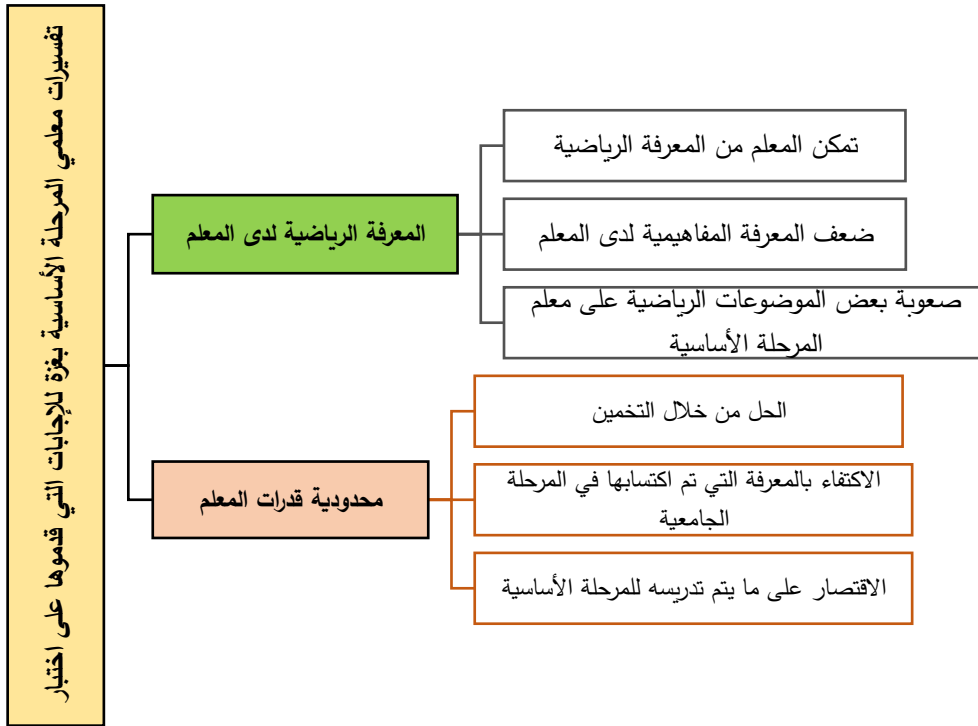 تفسيرات معلمي المرحلة الأساسية بغزة للإجابات التي قدموها على اختبار
المعرفة الرياضية لدى المعلم
تمكن المعلم من المعرفة الرياضية
ضعف المعرفة المفاهيمية لدى المعلم
صعوبة بعض الموضوعات الرياضية على معلم
المرحلة الأساسية
محدودية قدرات المعلم
الحل من خلال التخمين
الاكتفاء بالمعرفة التي تم اكتسابها في المرحلة
الجامعية
الاقتصار على ما يتم تدريسه للمرحلة الأساسية